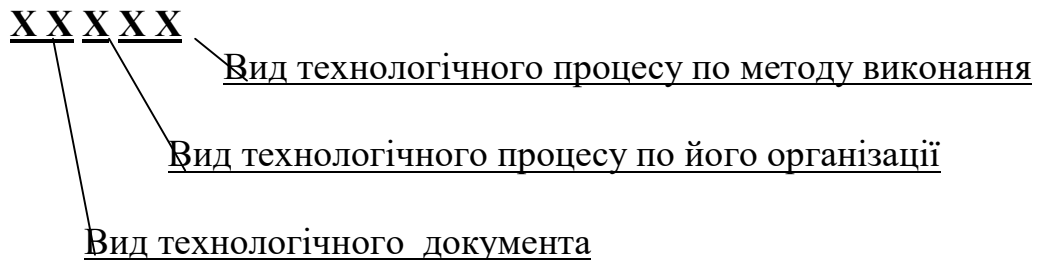 Х Х Х Х Х
Вид технологічного процесу по методу виконання
Вид технологічного процесу по його організації
Вид технологічного документа